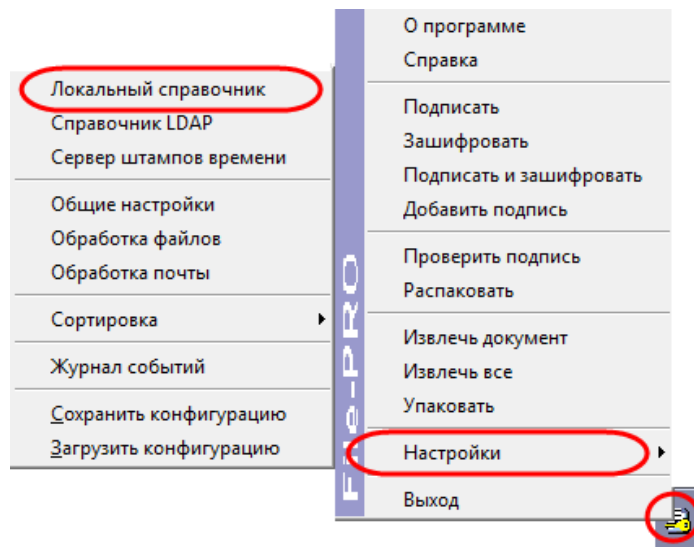 Локальный справочник
Справочник LDAP
Сервер штампов времени
Общие настройки
Обработка файлов
Обработка почты
Сортировка
Журнал событий
Сохранить конфигурацию
Загрузить конфигурацию
File-PRO
О программе
Справка
Подписать
Зашифровать
Подписать и зашифровать
Добавить подпись
Проверить подпись
Распаковать
Извлечь документ
Извлечь все
Упаковать
Настройки
Выход